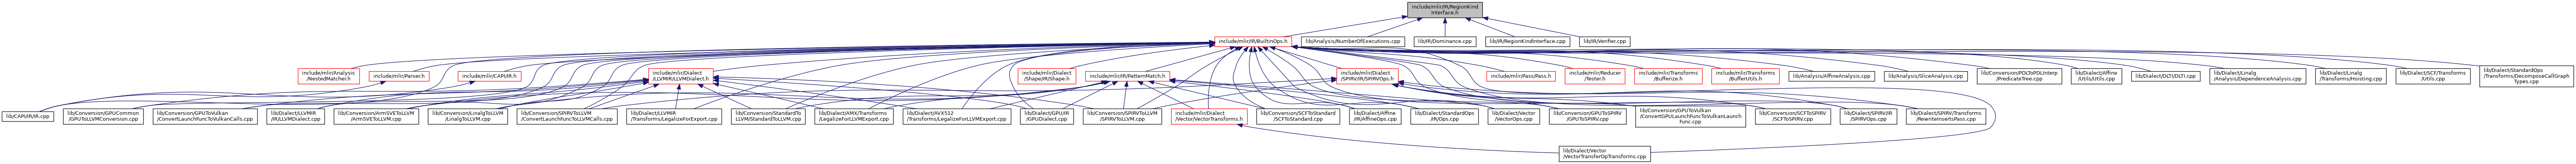 include/mlir/IR/RegionKind
Interface.h
include/mlir/IR/BuiltinOps.h
lib/Analysis/NumberOfExecutions.cpp
lib/IR/Dominance.cpp
lib/IR/RegionKindInterface.cpp
lib/IR/Verifier.cpp
include/mlir/Analysis
/NestedMatcher.h
include/mlir/Parser.h
include/mlir/CAPI/IR.h
include/mlir/Dialect
/LLVMIR/LLVMDialect.h
include/mlir/Dialect
/Shape/IR/Shape.h
include/mlir/IR/PatternMatch.h
include/mlir/Dialect
/SPIRV/IR/SPIRVOps.h
include/mlir/Pass/Pass.h
include/mlir/Reducer
/Tester.h
include/mlir/Transforms
/Bufferize.h
include/mlir/Transforms
/BufferUtils.h
lib/Analysis/AffineAnalysis.cpp
lib/Analysis/SliceAnalysis.cpp
lib/Conversion/PDLToPDLInterp
/PredicateTree.cpp
lib/Dialect/Affine
/Utils/Utils.cpp
lib/Dialect/DLTI/DLTI.cpp
lib/Dialect/Linalg
/Analysis/DependenceAnalysis.cpp
lib/Dialect/Linalg
/Transforms/Hoisting.cpp
lib/Dialect/SCF/Transforms
/Utils.cpp
lib/Dialect/StandardOps
/Transforms/DecomposeCallGraph
Types.cpp
lib/CAPI/IR/IR.cpp
lib/Conversion/GPUCommon
/GPUToLLVMConversion.cpp
lib/Conversion/GPUToVulkan
/ConvertLaunchFuncToVulkanCalls.cpp
lib/Dialect/LLVMIR
/IR/LLVMDialect.cpp
lib/Conversion/ArmSVEToLLVM
/ArmSVEToLLVM.cpp
lib/Conversion/LinalgToLLVM
/LinalgToLLVM.cpp
lib/Conversion/SPIRVToLLVM
/ConvertLaunchFuncToLLVMCalls.cpp
lib/Dialect/LLVMIR
/Transforms/LegalizeForExport.cpp
lib/Conversion/StandardTo
LLVM/StandardToLLVM.cpp
lib/Dialect/AMX/Transforms
/LegalizeForLLVMExport.cpp
lib/Dialect/AVX512
/Transforms/LegalizeForLLVMExport.cpp
lib/Dialect/GPU/IR
/GPUDialect.cpp
lib/Conversion/SPIRVToLLVM
/SPIRVToLLVM.cpp
include/mlir/Dialect
/Vector/VectorTransforms.h
lib/Conversion/SCFToStandard
/SCFToStandard.cpp
lib/Dialect/Affine
/IR/AffineOps.cpp
lib/Dialect/StandardOps
/IR/Ops.cpp
lib/Dialect/Vector
/VectorOps.cpp
lib/Conversion/GPUToSPIRV
/GPUToSPIRV.cpp
lib/Conversion/GPUToVulkan
/ConvertGPULaunchFuncToVulkanLaunch
Func.cpp
lib/Conversion/SCFToSPIRV
/SCFToSPIRV.cpp
lib/Dialect/SPIRV/IR
/SPIRVOps.cpp
lib/Dialect/SPIRV/Transforms
/RewriteInsertsPass.cpp
lib/Dialect/Vector
/VectorTransferOpTransforms.cpp